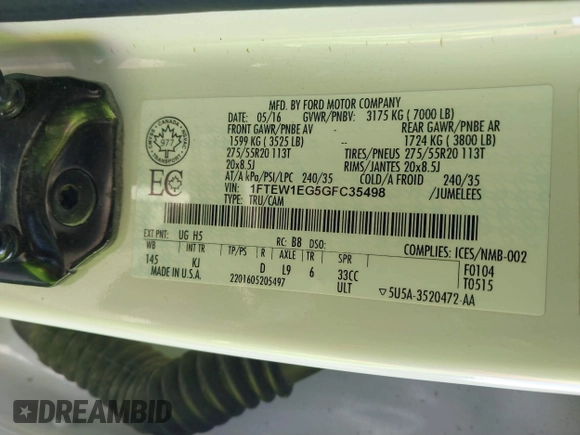 MFD. BY FORD MOTOR COMPANY
DATE: 05/16 GVWR/PNBV: 3175 KG ( 7000 LB)
FRONT GAWR/PNBE AV REAR GAWR/PNBE AR
1599 KG ( 3525 LB) 1724 KG ( 3800 LB)
275/55R20 113T TIRES/PNEUS 275/55R20 113T
20x8.5J RIMS/JANTES 20x8.5J
AT/A kPa/PSI/LPC 240/35 COLD/A FROID 240/35
VIN: 1FTEW1EG5GFC35498 /JUMELEES
TYPE: TRU/CAM
CANADA
977
TRANSPORT
EC
EXT PNT: UG H5 RC: B8 DSO: COMPLIES: ICES/NMB-002
WB INT TR TP/PS R AXLE TR SPR F0104
145 KJ D L9 6 33CC T0515
MADE IN U.S.A. ULT
2201605205497
▽5U5A-3520472-AA
DREAMBID